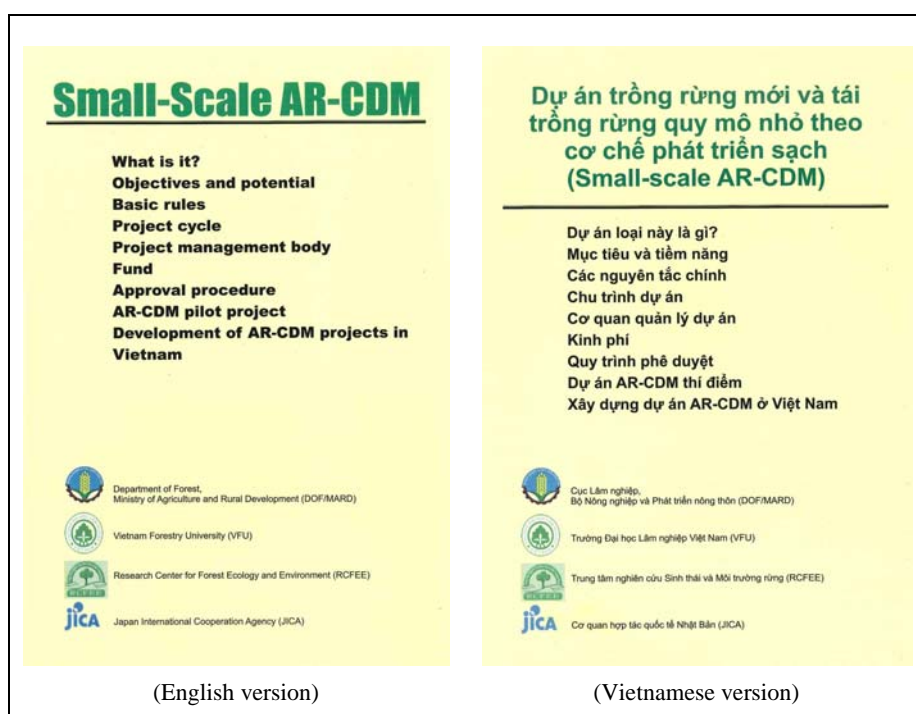 Small-Scale AR-CDM
What is it?
Objectives and potential
Basic rules
Project cycle
Project management body
Fund
Approval procedure
AR-CDM pilot project
Development of AR-CDM projects in
Vietnam
Department of Forest,
Ministry of Agriculture and Rural Development (DOF/MARD)
Vietnam Forestry University (VFU)
RCFEE
Research Center for Forest Ecology and Environment (RCFEE)
jICA
Japan International Cooperation Agency (JICA)
(English version)
Dự án trồng rừng mới và tái
trồng rừng quy mô nhỏ theo
cơ chế phát triển sạch
(Small-scale AR-CDM)
Dự án loại này là gì?
Mục tiêu và tiềm năng
Các nguyên tắc chính
Chu trình dự án
Cơ quan quản lý dự án
Kinh phí
Quy trình phê duyệt
Dự án AR-CDM thí điểm
Xây dựng dự án AR-CDM ở Việt Nam
Cục Lâm nghiệp,
Bộ Nông nghiệp và Phát triển nông thôn (DOF/MARD)
Trường Đại học Lâm nghiệp Việt Nam (VFU)
RCFEE
Trung tâm nghiên cứu Sinh thái và Môi trường rừng (RCFEE)
jICA
Cơ quan hợp tác quốc tế Nhật Bản (JICA)
(Vietnamese version)